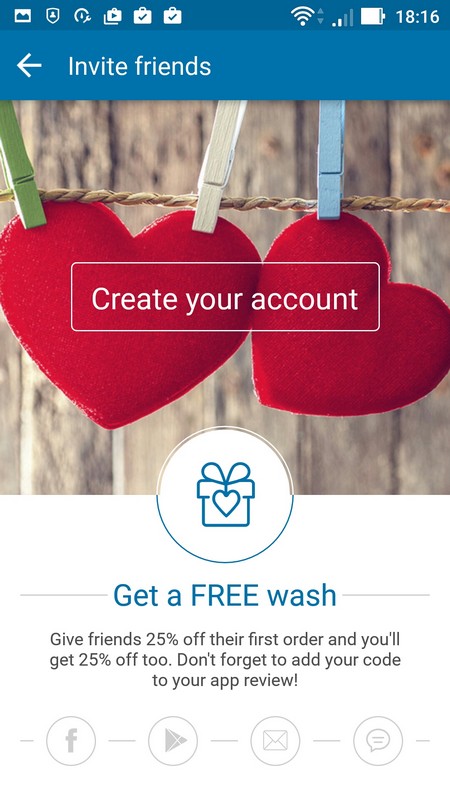 18:16
Invite friends
Create your account
Get a FREE wash
Give friends 25% off their first order and you'll
get 25% off too. Don't forget to add your code
to your app review!